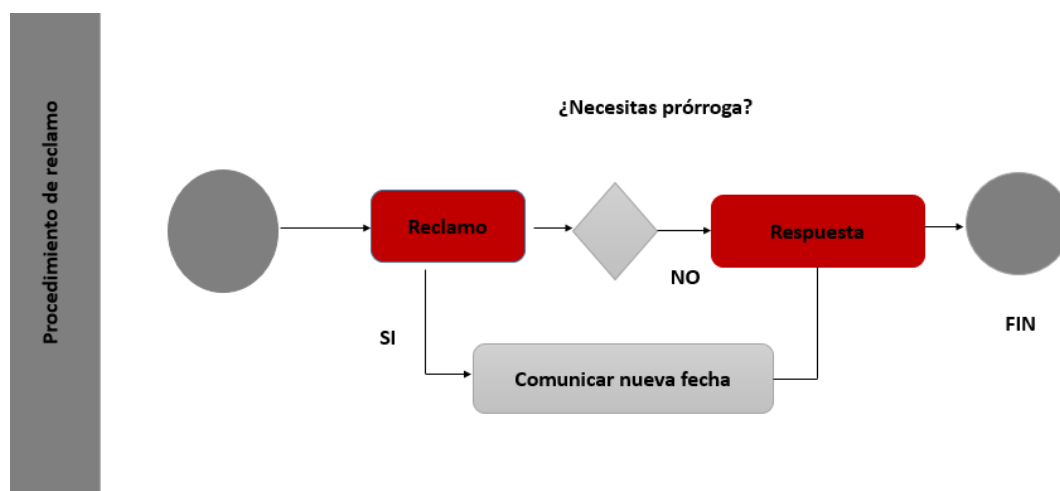 Procedimiento de reclamo
¿Necesitas prórroga?
Reclamo
Respuesta
NO
SI
FIN
Comunicar nueva fecha